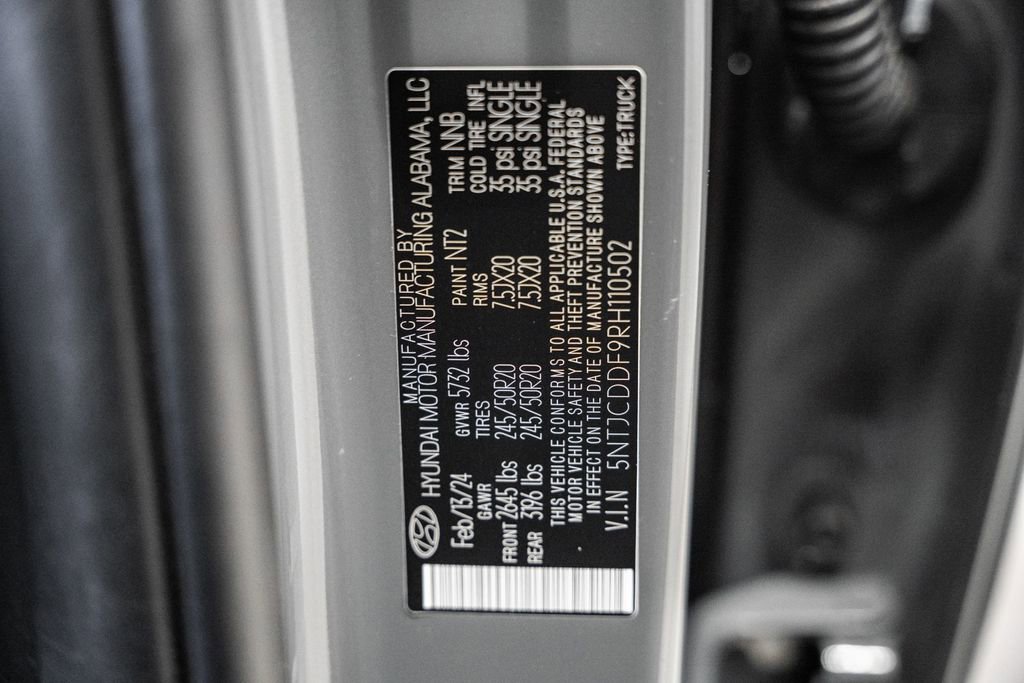 MANUFACTURED BY
HYUNDAI MOTOR MANUFACTURING ALABAMA, LLC
Feb/13/24 GVWR 5732 lbs PAINT NT2 TRIM NNB
GAWR TIRES RIMS COLD TIRE INFL
FRONT 2645 lbs 245/50R20 7.5JX20 35 psi SINGLE
REAR 3196 lbs 245/50R20 7.5JX20 35 psi SINGLE
THIS VEHICLE CONFORMS TO ALL APPLICABLE U.S.A. FEDERAL
MOTOR VEHICLE SAFETY AND THEFT PREVENTION STANDARDS
IN EFFECT ON THE DATE OF MANUFACTURE SHOWN ABOVE
V.I.N 5NTJCDDF9RH110502 TYPE:TRUCK